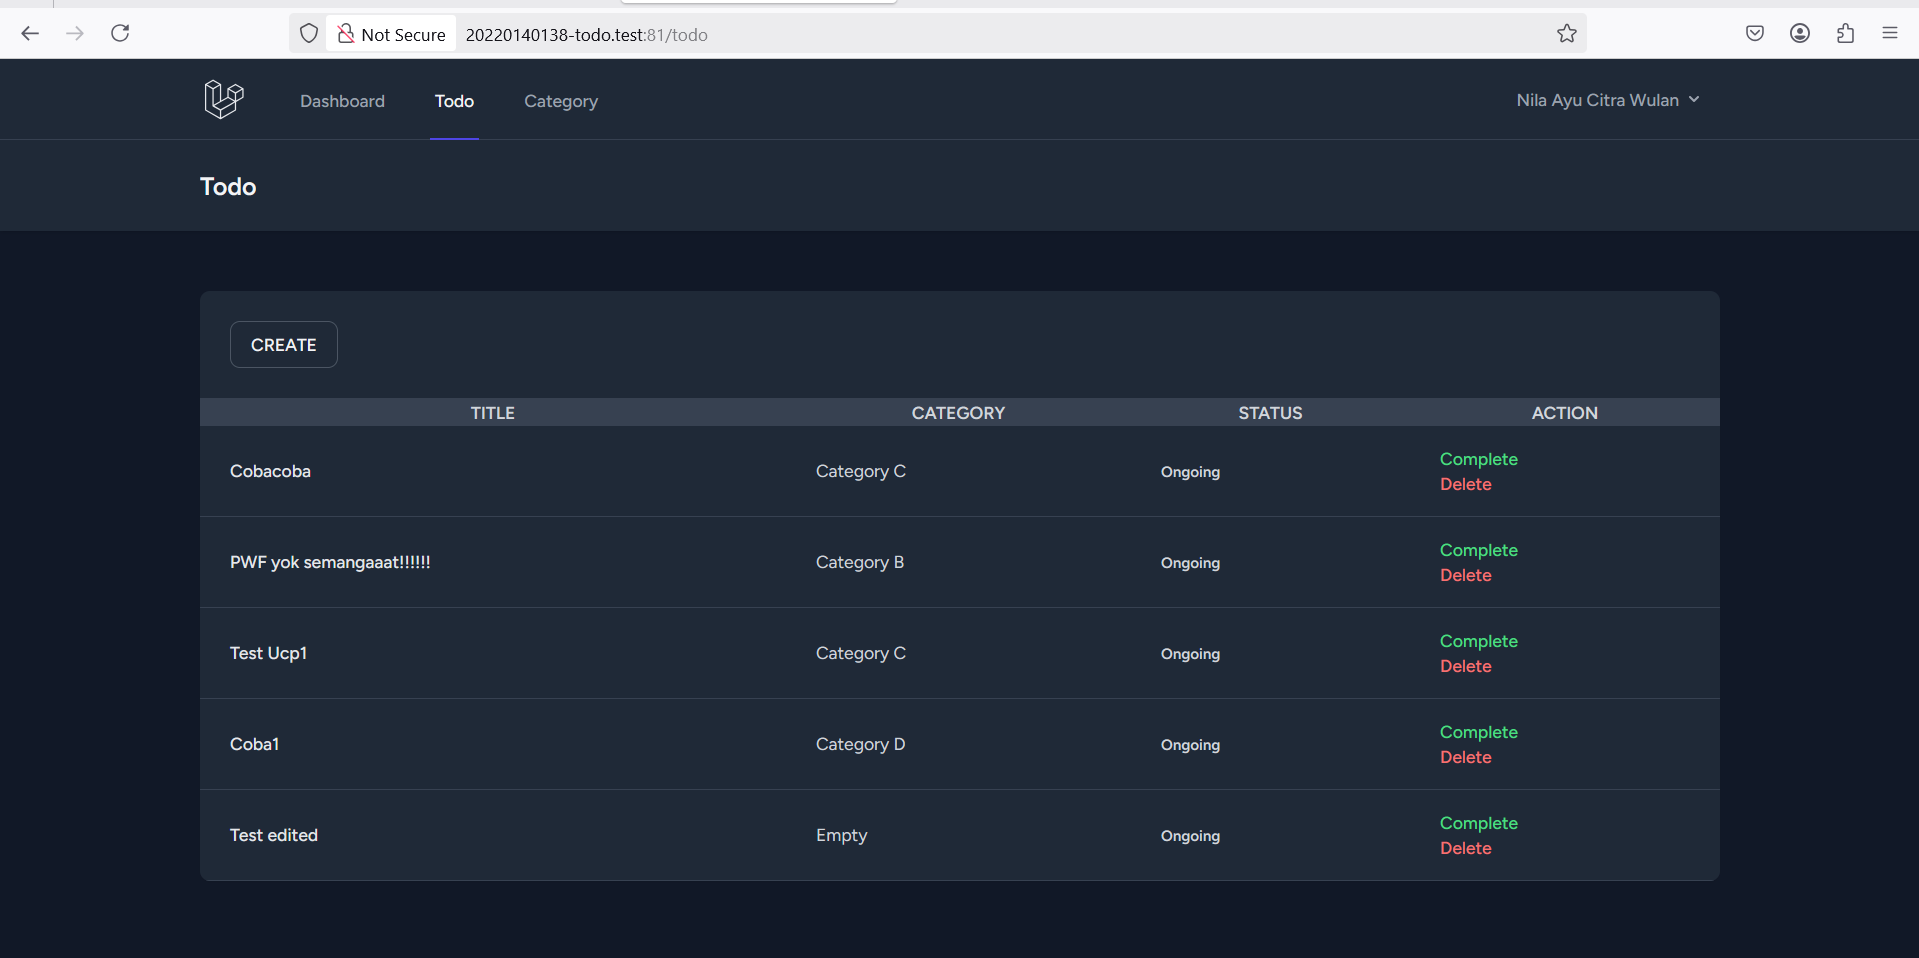 Not Secure 20220140138-todo.test:81/todo
Dashboard Todo Category Nila Ayu Citra Wulan
Todo
CREATE
TITLE CATEGORY STATUS ACTION
Cobacoba Category C Ongoing Complete
Delete
PWF yok semangaaat!!!!!! Category B Ongoing Complete
Delete
Test Ucp1 Category C Ongoing Complete
Delete
Coba1 Category D Ongoing Complete
Delete
Test edited Empty Ongoing Complete
Delete